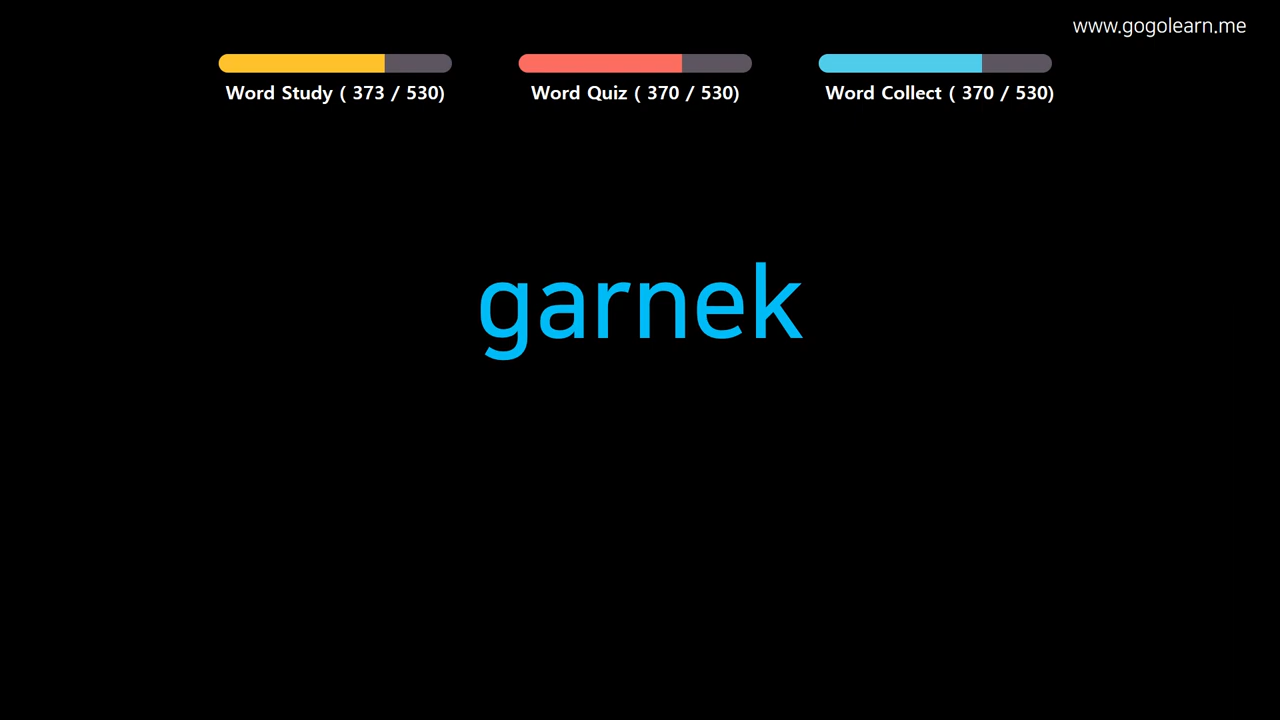 www.gogolearn.me
Word Study ( 373 / 530)
Word Quiz ( 370 / 530)
Word Collect ( 370 / 530)
garnek